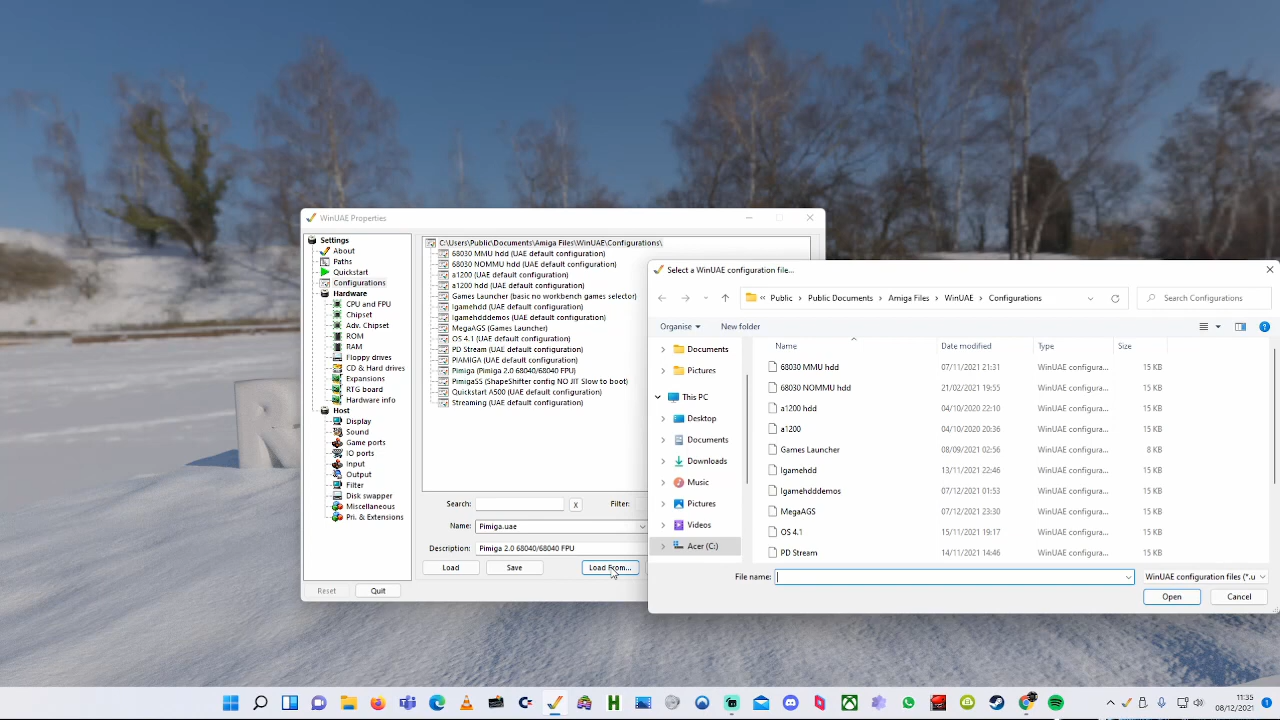 WinUAE Properties
Settings
About
Paths
Quickstart
Configurations
Hardware
CPU and FPU
Chipset
Adv. Chipset
ROM
RAM
Floppy drives
CD & Hard drives
Expansions
RTG board
Hardware info
Host
Display
Sound
Game ports
IO ports
Input
Output
Filter
Disk swapper
Miscellaneous
Pri. & Extensions
Reset
Quit
C:\Users\Public\Documents\Amiga Files\WinUAE\Configurations\
68030 MMU hdd (UAE default configuration)
68030 NOMMU hdd (UAE default configuration)
a1200 (UAE default configuration)
a1200 hdd (UAE default configuration)
Games Launcher (basic no workbench games selector)
Igamehdd (UAE default configuration)
Igamehdddemos (UAE default configuration)
MegaAGS (Games Launcher)
OS 4.1 (UAE default configuration)
PD Stream (UAE default configuration)
PIAMIGA (UAE default configuration)
Pimiga (Pimiga 2.0 68040/68040 FPU)
PimigaSS (ShapeShifter config NO JIT Slow to boot)
Quickstart A500 (UAE default configuration)
Streaming (UAE default configuration)
Search:
X
Filter:
Name:
Pimiga.uae
Description:
Pimiga 2.0 68040/68040 FPU
Load
Save
Load From...
Select a WinUAE configuration file...
« Public > Public Documents > Amiga Files > WinUAE > Configurations
Search Configurations
Organise
New folder
Documents
Pictures
This PC
Desktop
Documents
Downloads
Music
Pictures
Videos
Acer (C:)
Name Date modified Type Size
68030 MMU hdd 07/11/2021 21:31 WinUAE configura... 15 KB
68030 NOMMU hdd 21/02/2021 19:55 WinUAE configura... 15 KB
a1200 hdd 04/10/2020 22:10 WinUAE configura... 15 KB
a1200 04/10/2020 20:36 WinUAE configura... 15 KB
Games Launcher 08/09/2021 02:56 WinUAE configura... 8 KB
Igamehdd 13/11/2021 22:46 WinUAE configura... 15 KB
Igamehdddemos 07/12/2021 01:53 WinUAE configura... 15 KB
MegaAGS 07/12/2021 23:30 WinUAE configura... 15 KB
OS 4.1 15/11/2021 19:17 WinUAE configura... 15 KB
PD Stream 14/11/2021 14:46 WinUAE configura... 15 KB
File name:
WinUAE configuration files (*.u
Open
Cancel
11:35
08/12/2021